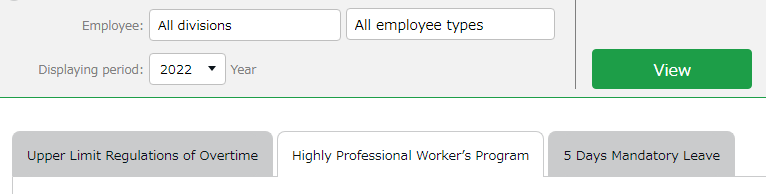 Employee: All divisions All employee types
Displaying period: 2022 Year
View
Upper Limit Regulations of Overtime Highly Professional Worker's Program 5 Days Mandatory Leave